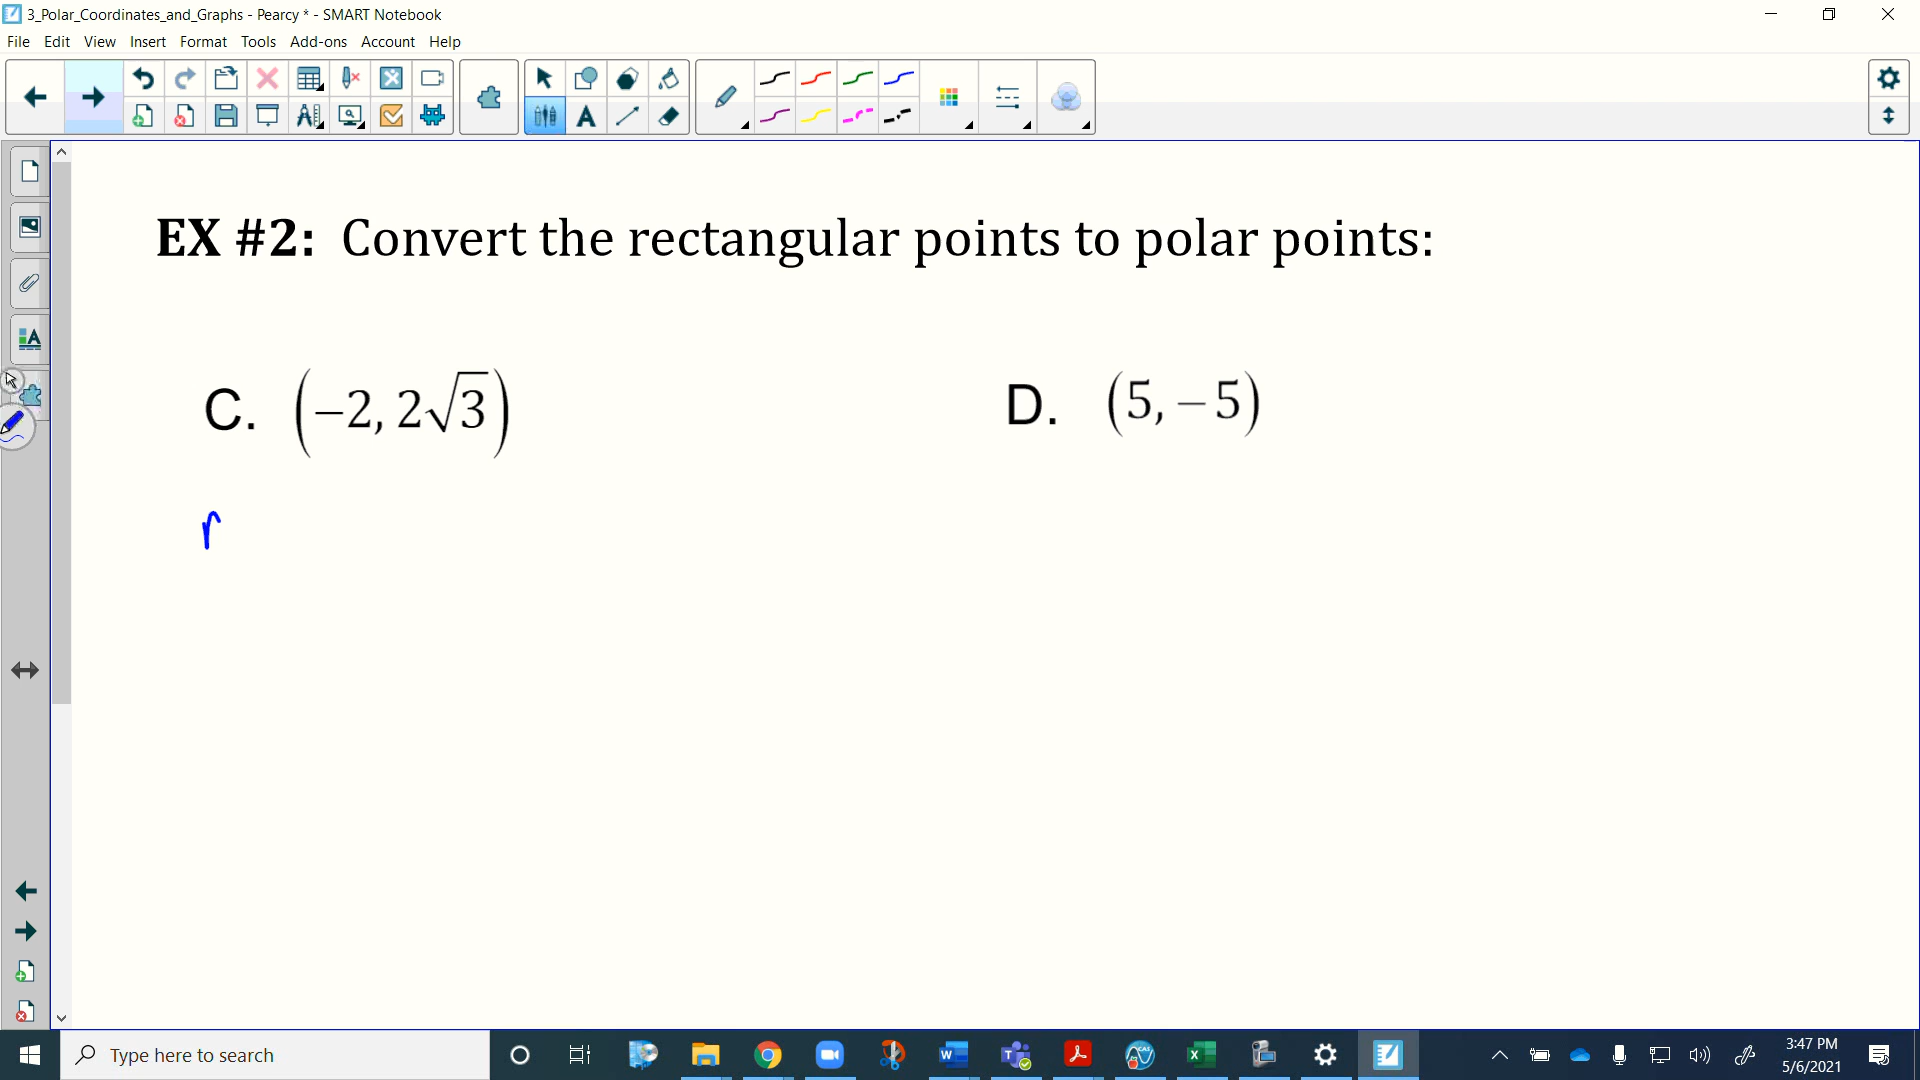 3_Polar_Coordinates_and_Graphs - Pearcy * - SMART Notebook
File Edit View Insert Format Tools Add-ons Account Help
EX #2: Convert the rectangular points to polar points:
C. (−2, 2√3) D. (5, − 5)
r
Type here to search
3:47 PM
5/6/2021